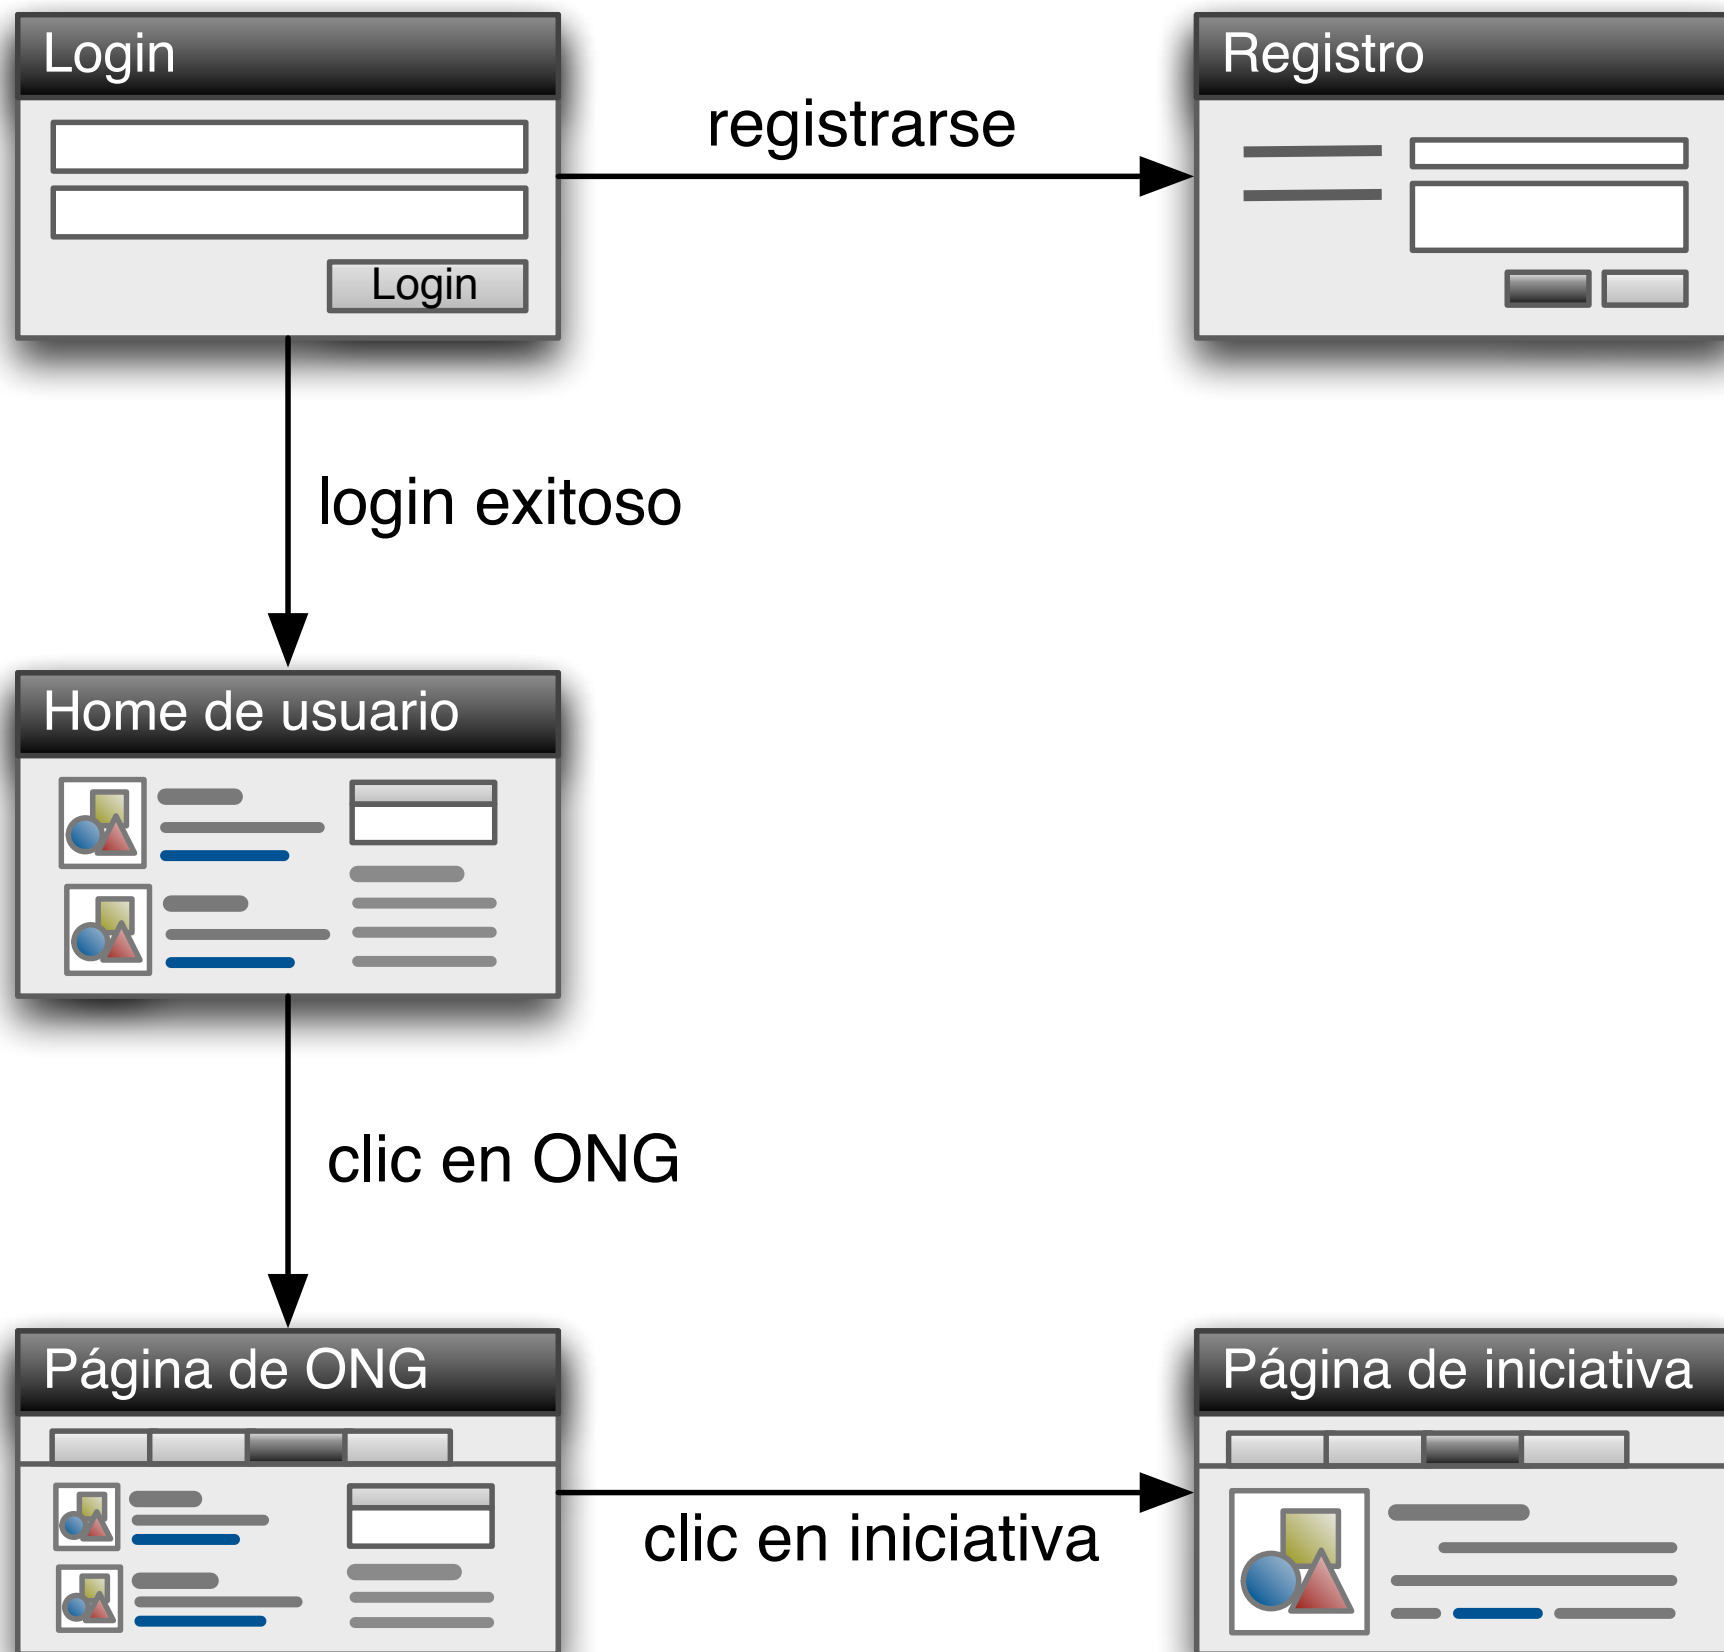 Login
Registro
registrarse
Login
login exitoso
Home de usuario
clic en ONG
Página de ONG
Página de iniciativa
clic en iniciativa